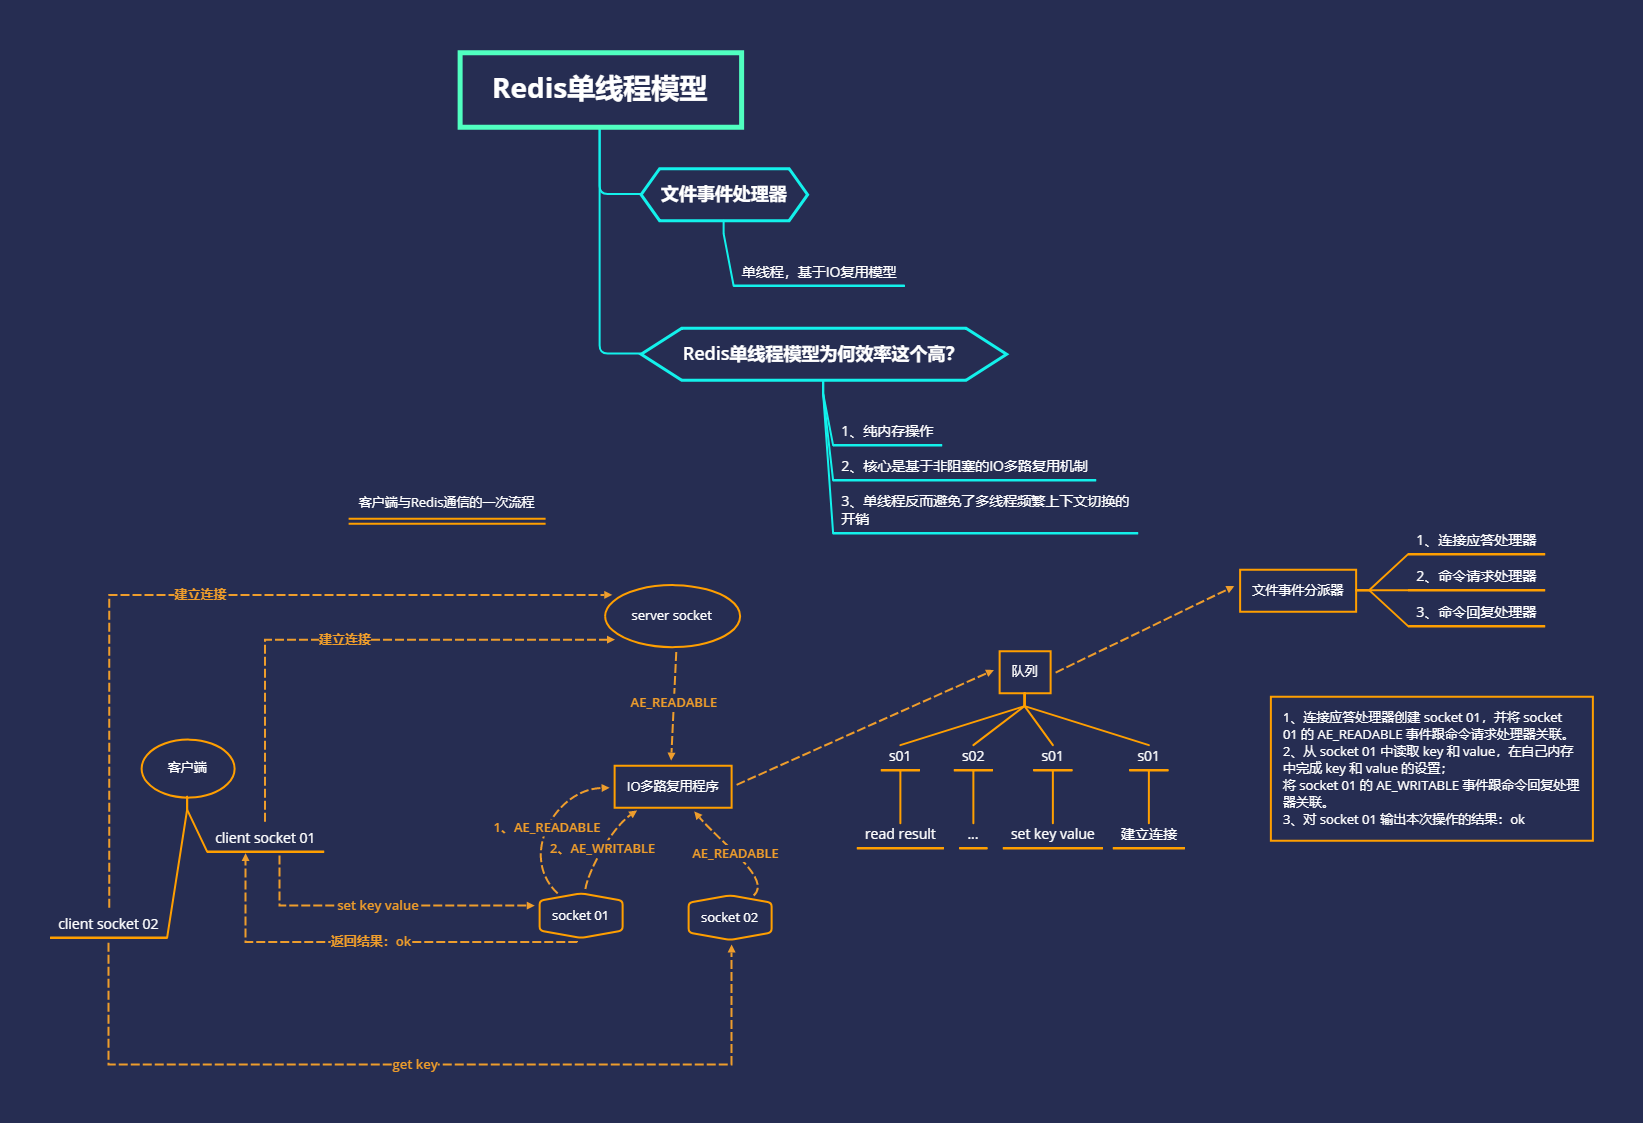 Redis单线程模型
文件事件处理器
单线程，基于IO复用模型
Redis单线程模型为何效率这个高？
1、纯内存操作
2、核心是基于非阻塞的IO多路复用机制
3、单线程反而避免了多线程频繁上下文切换的
开销
客户端与Redis通信的一次流程
建立连接
建立连接
server socket
AE_READABLE
客户端
client socket 01
client socket 02
IO多路复用程序
1、AE_READABLE
2、AE_WRITABLE
AE_READABLE
set key value
socket 01
socket 02
返回结果：ok
get key
队列
s01
s02
s01
s01
read result
...
set key value
建立连接
文件事件分派器
1、连接应答处理器
2、命令请求处理器
3、命令回复处理器
1、连接应答处理器创建 socket 01，并将 socket
01 的 AE_READABLE 事件跟命令请求处理器关联。
2、从 socket 01 中读取 key 和 value，在自己内存
中完成 key 和 value 的设置；
将 socket 01 的 AE_WRITABLE 事件跟命令回复处理
器关联。
3、对 socket 01 输出本次操作的结果：ok